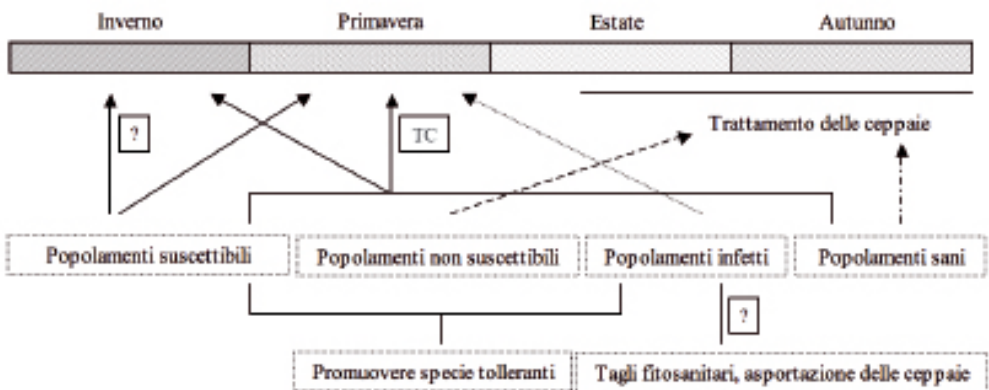 Inverno Primavera Estate Autunno
?
TC
Trattamento delle ceppaie
Popolamenti suscettibili
Popolamenti non suscettibili
Popolamenti infetti
Popolamenti sani
?
Promuovere specie tolleranti
Tagli fitosanitari, asportazione delle ceppaie